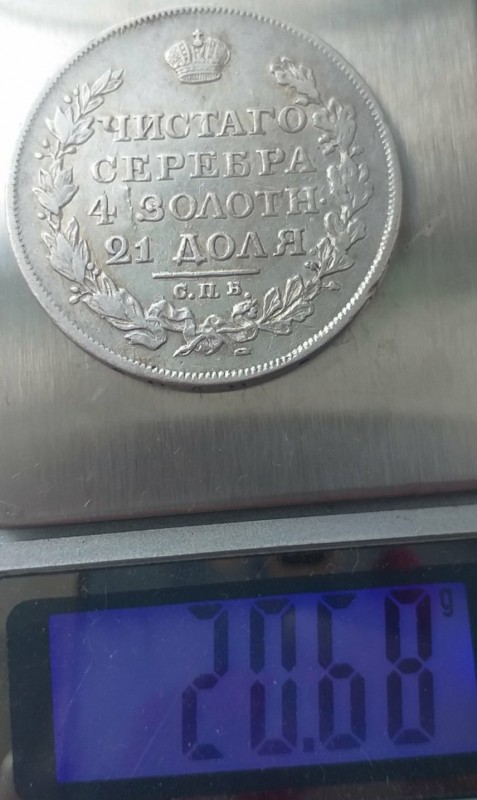 ЧИСТАГО
СЕРЕБРА
4 ЗОЛОТН.
21 ДОЛЯ
С.П.Б.
20.68 g